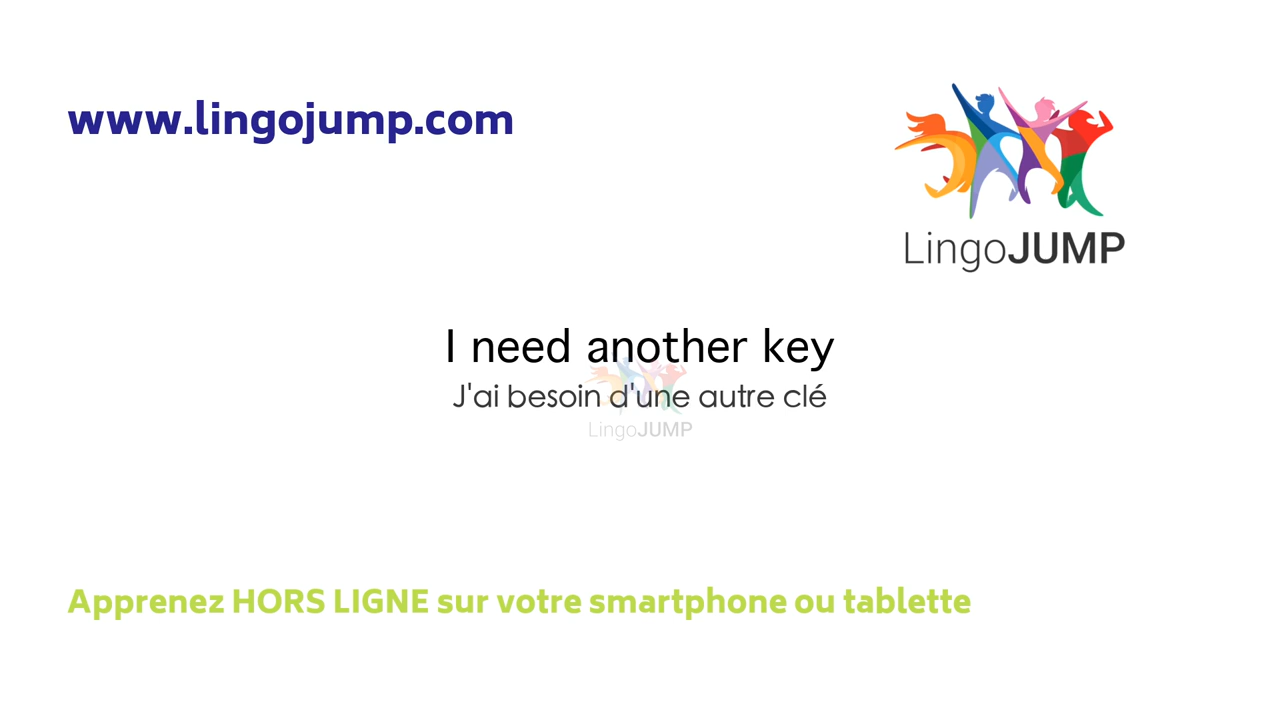 www.lingojump.com
LingoJUMP
I need another key
J'ai besoin d'une autre clé
LingoJUMP
Apprenez HORS LIGNE sur votre smartphone ou tablette